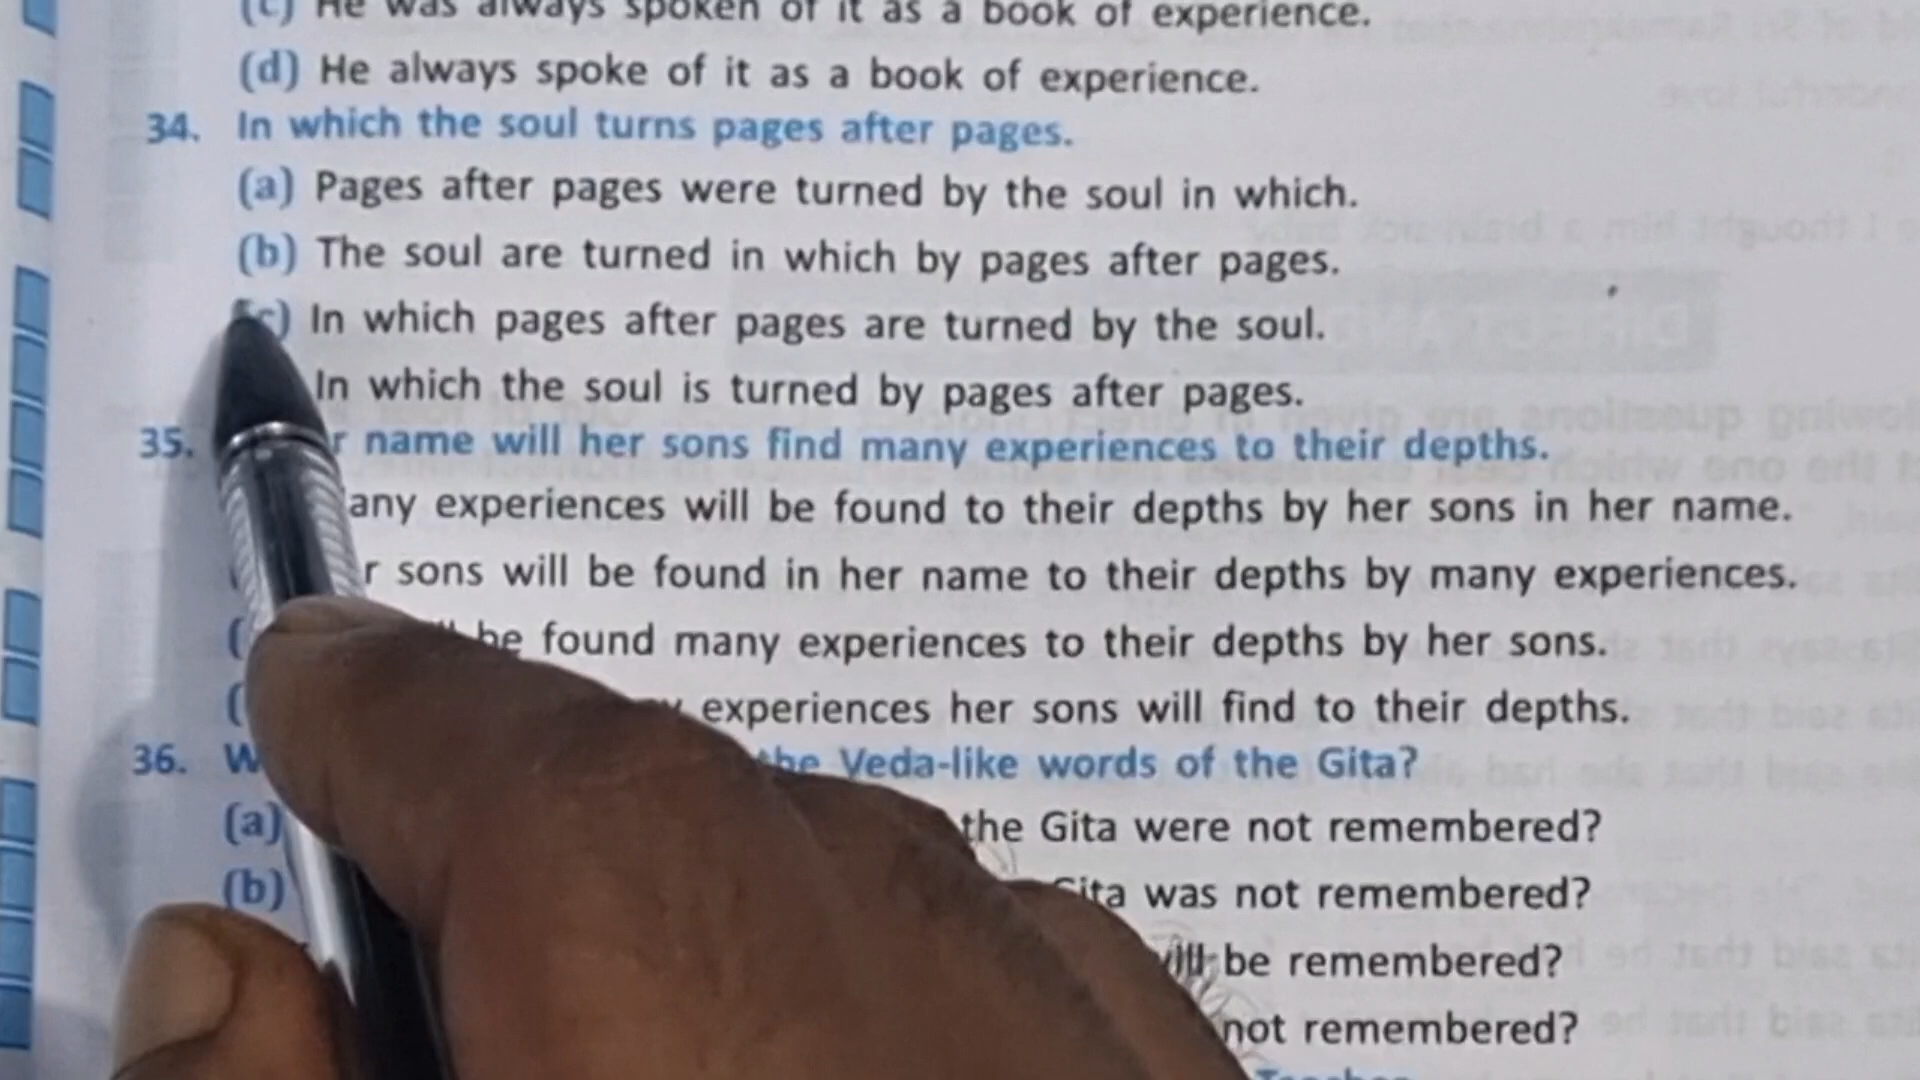 (c) He was always spoken of it as a book of experience.
(d) He always spoke of it as a book of experience.
34. In which the soul turns pages after pages.
(a) Pages after pages were turned by the soul in which.
(b) The soul are turned in which by pages after pages.
(c) In which pages after pages are turned by the soul.
In which the soul is turned by pages after pages.
35. name will her sons find many experiences to their depths.
experiences will be found to their depths by her sons in her name.
sons will be found in her name to their depths by many experiences.
be found many experiences to their depths by her sons.
experiences her sons will find to their depths.
36. the Veda-like words of the Gita?
(a) the Gita were not remembered?
(b) Gita was not remembered?
be remembered?
not remembered?